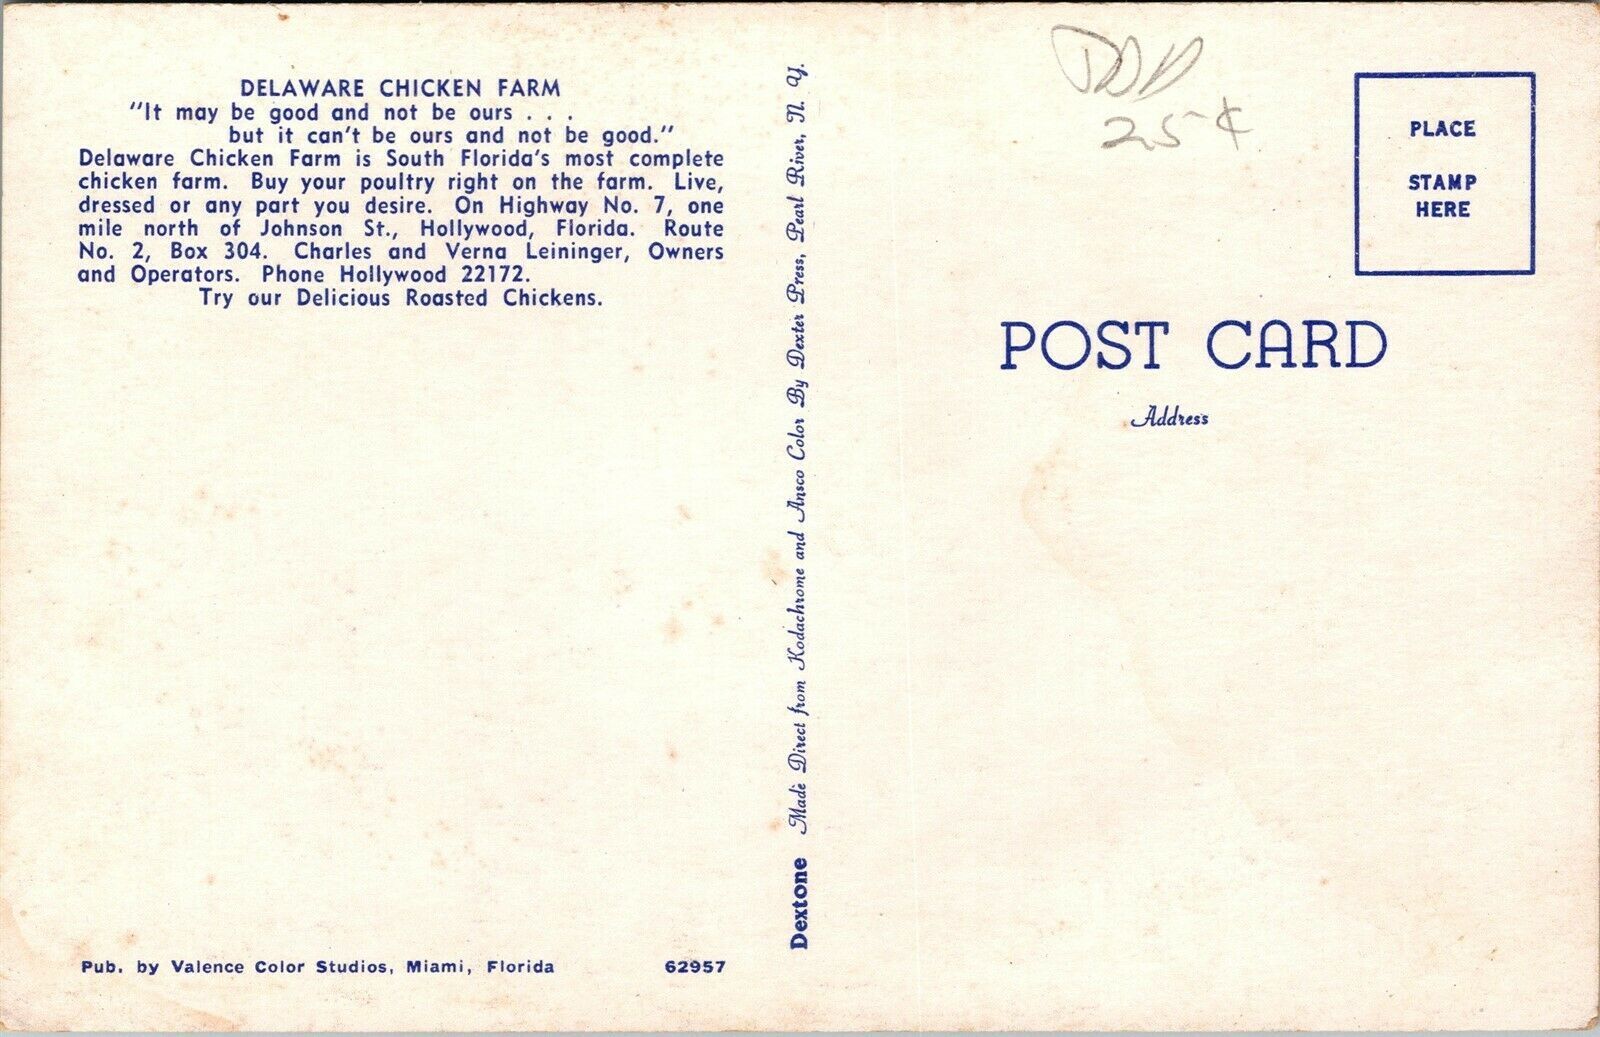 DELAWARE CHICKEN FARM
"It may be good and not be ours . . .
but it can't be ours and not be good."
Delaware Chicken Farm is South Florida's most complete
chicken farm. Buy your poultry right on the farm. Live,
dressed or any part you desire. On Highway No. 7, one
mile north of Johnson St., Hollywood, Florida. Route
No. 2, Box 304. Charles and Verna Leininger, Owners
and Operators. Phone Hollywood 22172.
Try our Delicious Roasted Chickens.
Pub. by Valence Color Studios, Miami, Florida 62957
Dextone Made Direct from Kodachrome and Ansco Color By Dexter Press, Pearl River, N. Y.
25¢
PLACE
STAMP
HERE
POST CARD
Address